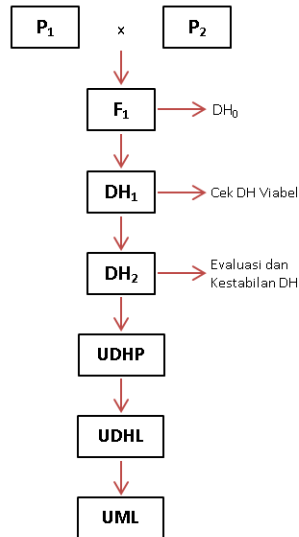 P₁ x P₂
F₁ DH₀
DH₁ Cek DH Viabel
DH₂ Evaluasi dan
Kestabilan DH
UDHP
UDHL
UML